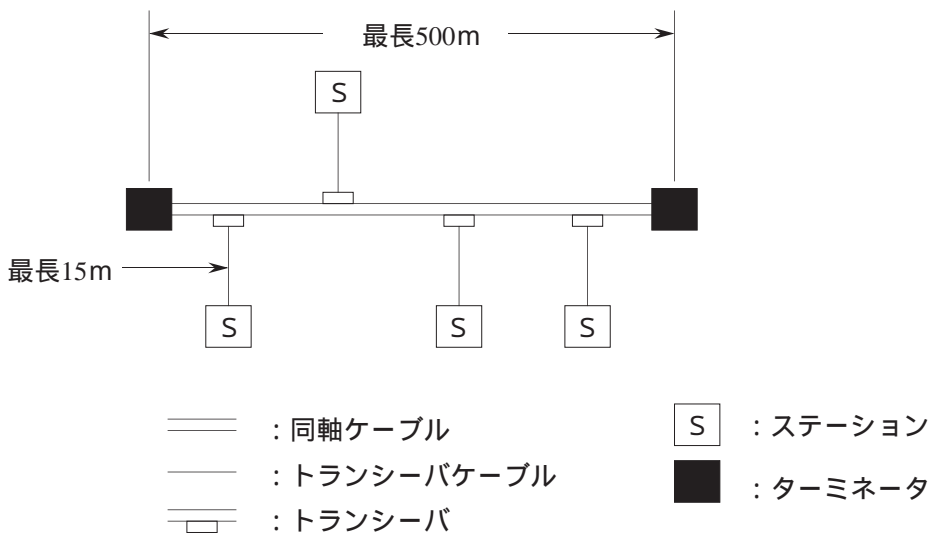 最長500m
S
最長15m
S
S
S
：同軸ケーブル
：トランシーバケーブル
：トランシーバ
S
：ステーション
：ターミネータ